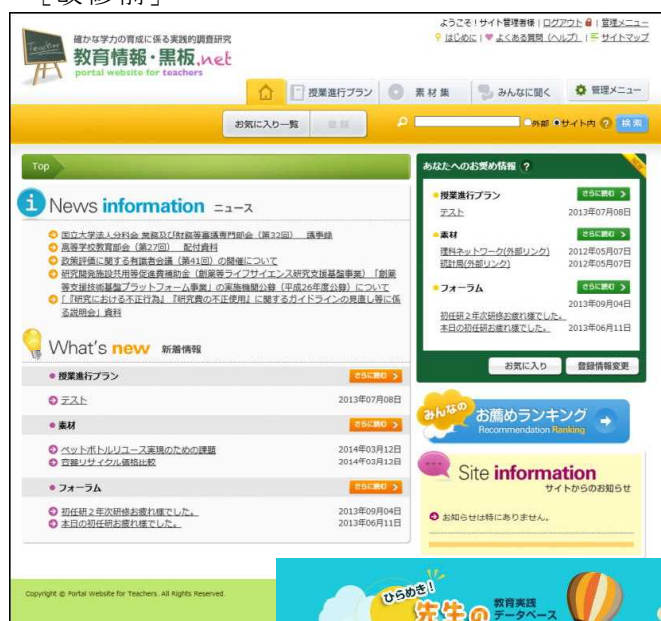 ようこそ！サイト管理者様 | ログアウト | 管理メニュー
はじめに | よくある質問（ヘルプ） | サイトマップ
Teacher
確かな学力の育成に係る実践的調査研究
教育情報・黒板.net
portal website for teachers
授業進行プラン
素材集
みんなに聞く
管理メニュー
お気に入り一覧
外部 サイト内 ? 検索
Top
News information ニュース
国立大学法人分科会 業務及び財務等審議専門部会（第32回） 議事録
高等学校教育部会（第27回） 配付資料
政策評価に関する有識者会議（第41回）の開催について
研究開発施設共用等促進費補助金（創薬等ライフサイエンス研究支援基盤事業）「創薬
等支援技術基盤プラットフォーム事業」の実施機関公募（平成26年度公募）について
「『研究における不正行為』『研究費の不正使用』に関するガイドラインの見直し等に係
る説明会」資料
What's new 新着情報
授業進行プラン さらに読む
テスト 2013年07月08日
素材 さらに読む
ペットボトルリユース実現のための課題 2014年03月12日
容器リサイクル価格比較 2014年03月12日
フォーラム さらに読む
初任研２年次研修お疲れ様でした。 2013年09月04日
本日の初任研お疲れ様でした。 2013年06月11日
あなたへのお奨め情報 ?
NEW
授業進行プラン さらに読む
テスト 2013年07月08日
素材 さらに読む
理科ネットワーク(外部リンク) 2012年05月07日
統計局(外部リンク) 2012年05月07日
フォーラム さらに読む
2013年09月04日
初任研２年次研修お疲れ様でした。
本日の初任研お疲れ様でした。 2013年06月11日
お気に入り 登録情報変更
みんなの お薦めランキング
Recommendation Ranking
Site information
サイトからのお知らせ
お知らせは特にありません。
Copyright © Portal Website for Teachers. All Rights Reserved.
ひらめき！
先生の
教育実践
データベース